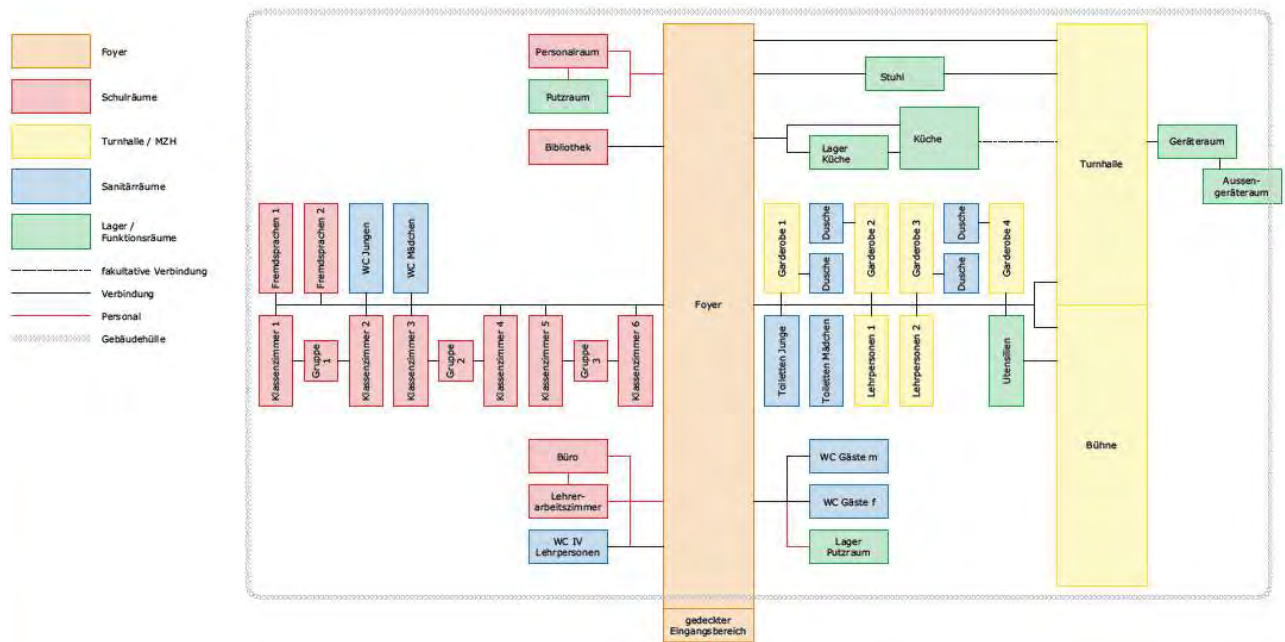 Foyer
Schulräume
Turnhalle / MZH
Sanitärräume
Lager /
Funktionsräume
fakultative Verbindung
Verbindung
Personal
Gebäudehülle
Personalraum
Putzraum
Bibliothek
Fremdsprachen 1
Fremdsprachen 2
WC Jungen
WC Mädchen
Klassenzimmer 1
Gruppe
1
Klassenzimmer 2
Klassenzimmer 3
Gruppe
2
Klassenzimmer 4
Klassenzimmer 5
Gruppe
3
Klassenzimmer 6
Büro
Lehrer-
arbeitszimmer
WC IV
Lehrpersonen
Foyer
gedeckter
Eingangsbereich
Stuhl
Küche
Lager
Küche
Garderobe 1
Dusche
Dusche
Garderobe 2
Garderobe 3
Dusche
Dusche
Garderobe 4
Toiletten Junge
Toiletten Mädchen
Lehrpersonen 1
Lehrpersonen 2
Utensilien
WC Gäste m
WC Gäste f
Lager
Putzraum
Turnhalle
Bühne
Geräteraum
Aussen-
geräteraum